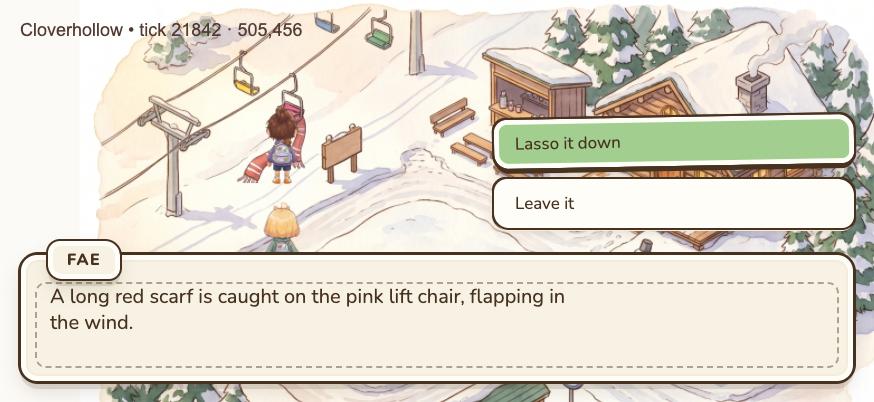 Cloverhollow • tick 21842 · 505,456
Lasso it down
Leave it
FAE
A long red scarf is caught on the pink lift chair, flapping in
the wind.